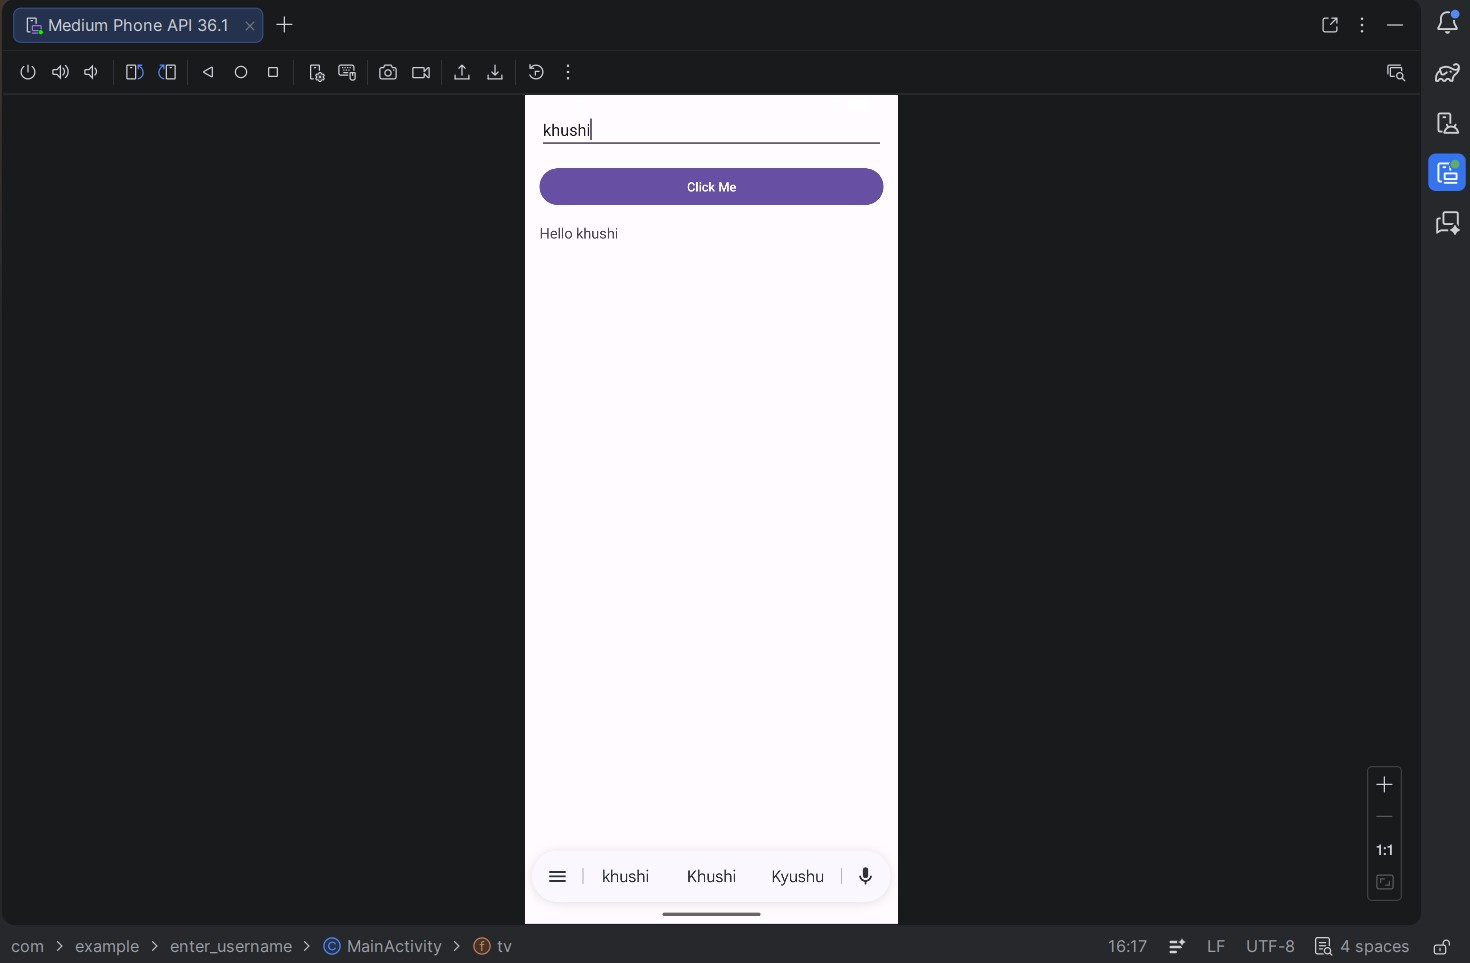 Medium Phone API 36.1
khushi
Click Me
Hello khushi
khushi Khushi Kyushu
1:1
com example enter_username MainActivity tv 16:17 LF UTF-8 4 spaces